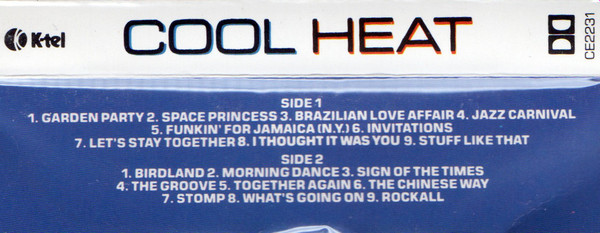 K-tel COOL HEAT CE2231
SIDE 1
1. GARDEN PARTY 2. SPACE PRINCESS 3. BRAZILIAN LOVE AFFAIR 4. JAZZ CARNIVAL
5. FUNKIN' FOR JAMAICA (N.Y.) 6. INVITATIONS
7. LET'S STAY TOGETHER 8. I THOUGHT IT WAS YOU 9. STUFF LIKE THAT
SIDE 2
1. BIRDLAND 2. MORNING DANCE 3. SIGN OF THE TIMES
4. THE GROOVE 5. TOGETHER AGAIN 6. THE CHINESE WAY
7. STOMP 8. WHAT'S GOING ON 9. ROCKALL